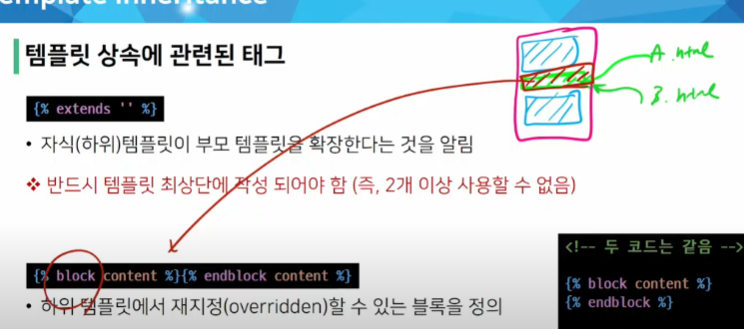 emplate inheritance
템플릿 상속에 관련된 태그
{% extends '' %}
• 자식(하위)템플릿이 부모 템플릿을 확장한다는 것을 알림
❖ 반드시 템플릿 최상단에 작성 되어야 함 (즉, 2개 이상 사용할 수 없음)
{% block content %}{% endblock content %}
• 하위 템플릿에서 재지정(overridden)할 수 있는 블록을 정의
A.html
B.html
<!-- 두 코드는 같음 -->
{% block content %}
{% endblock %}